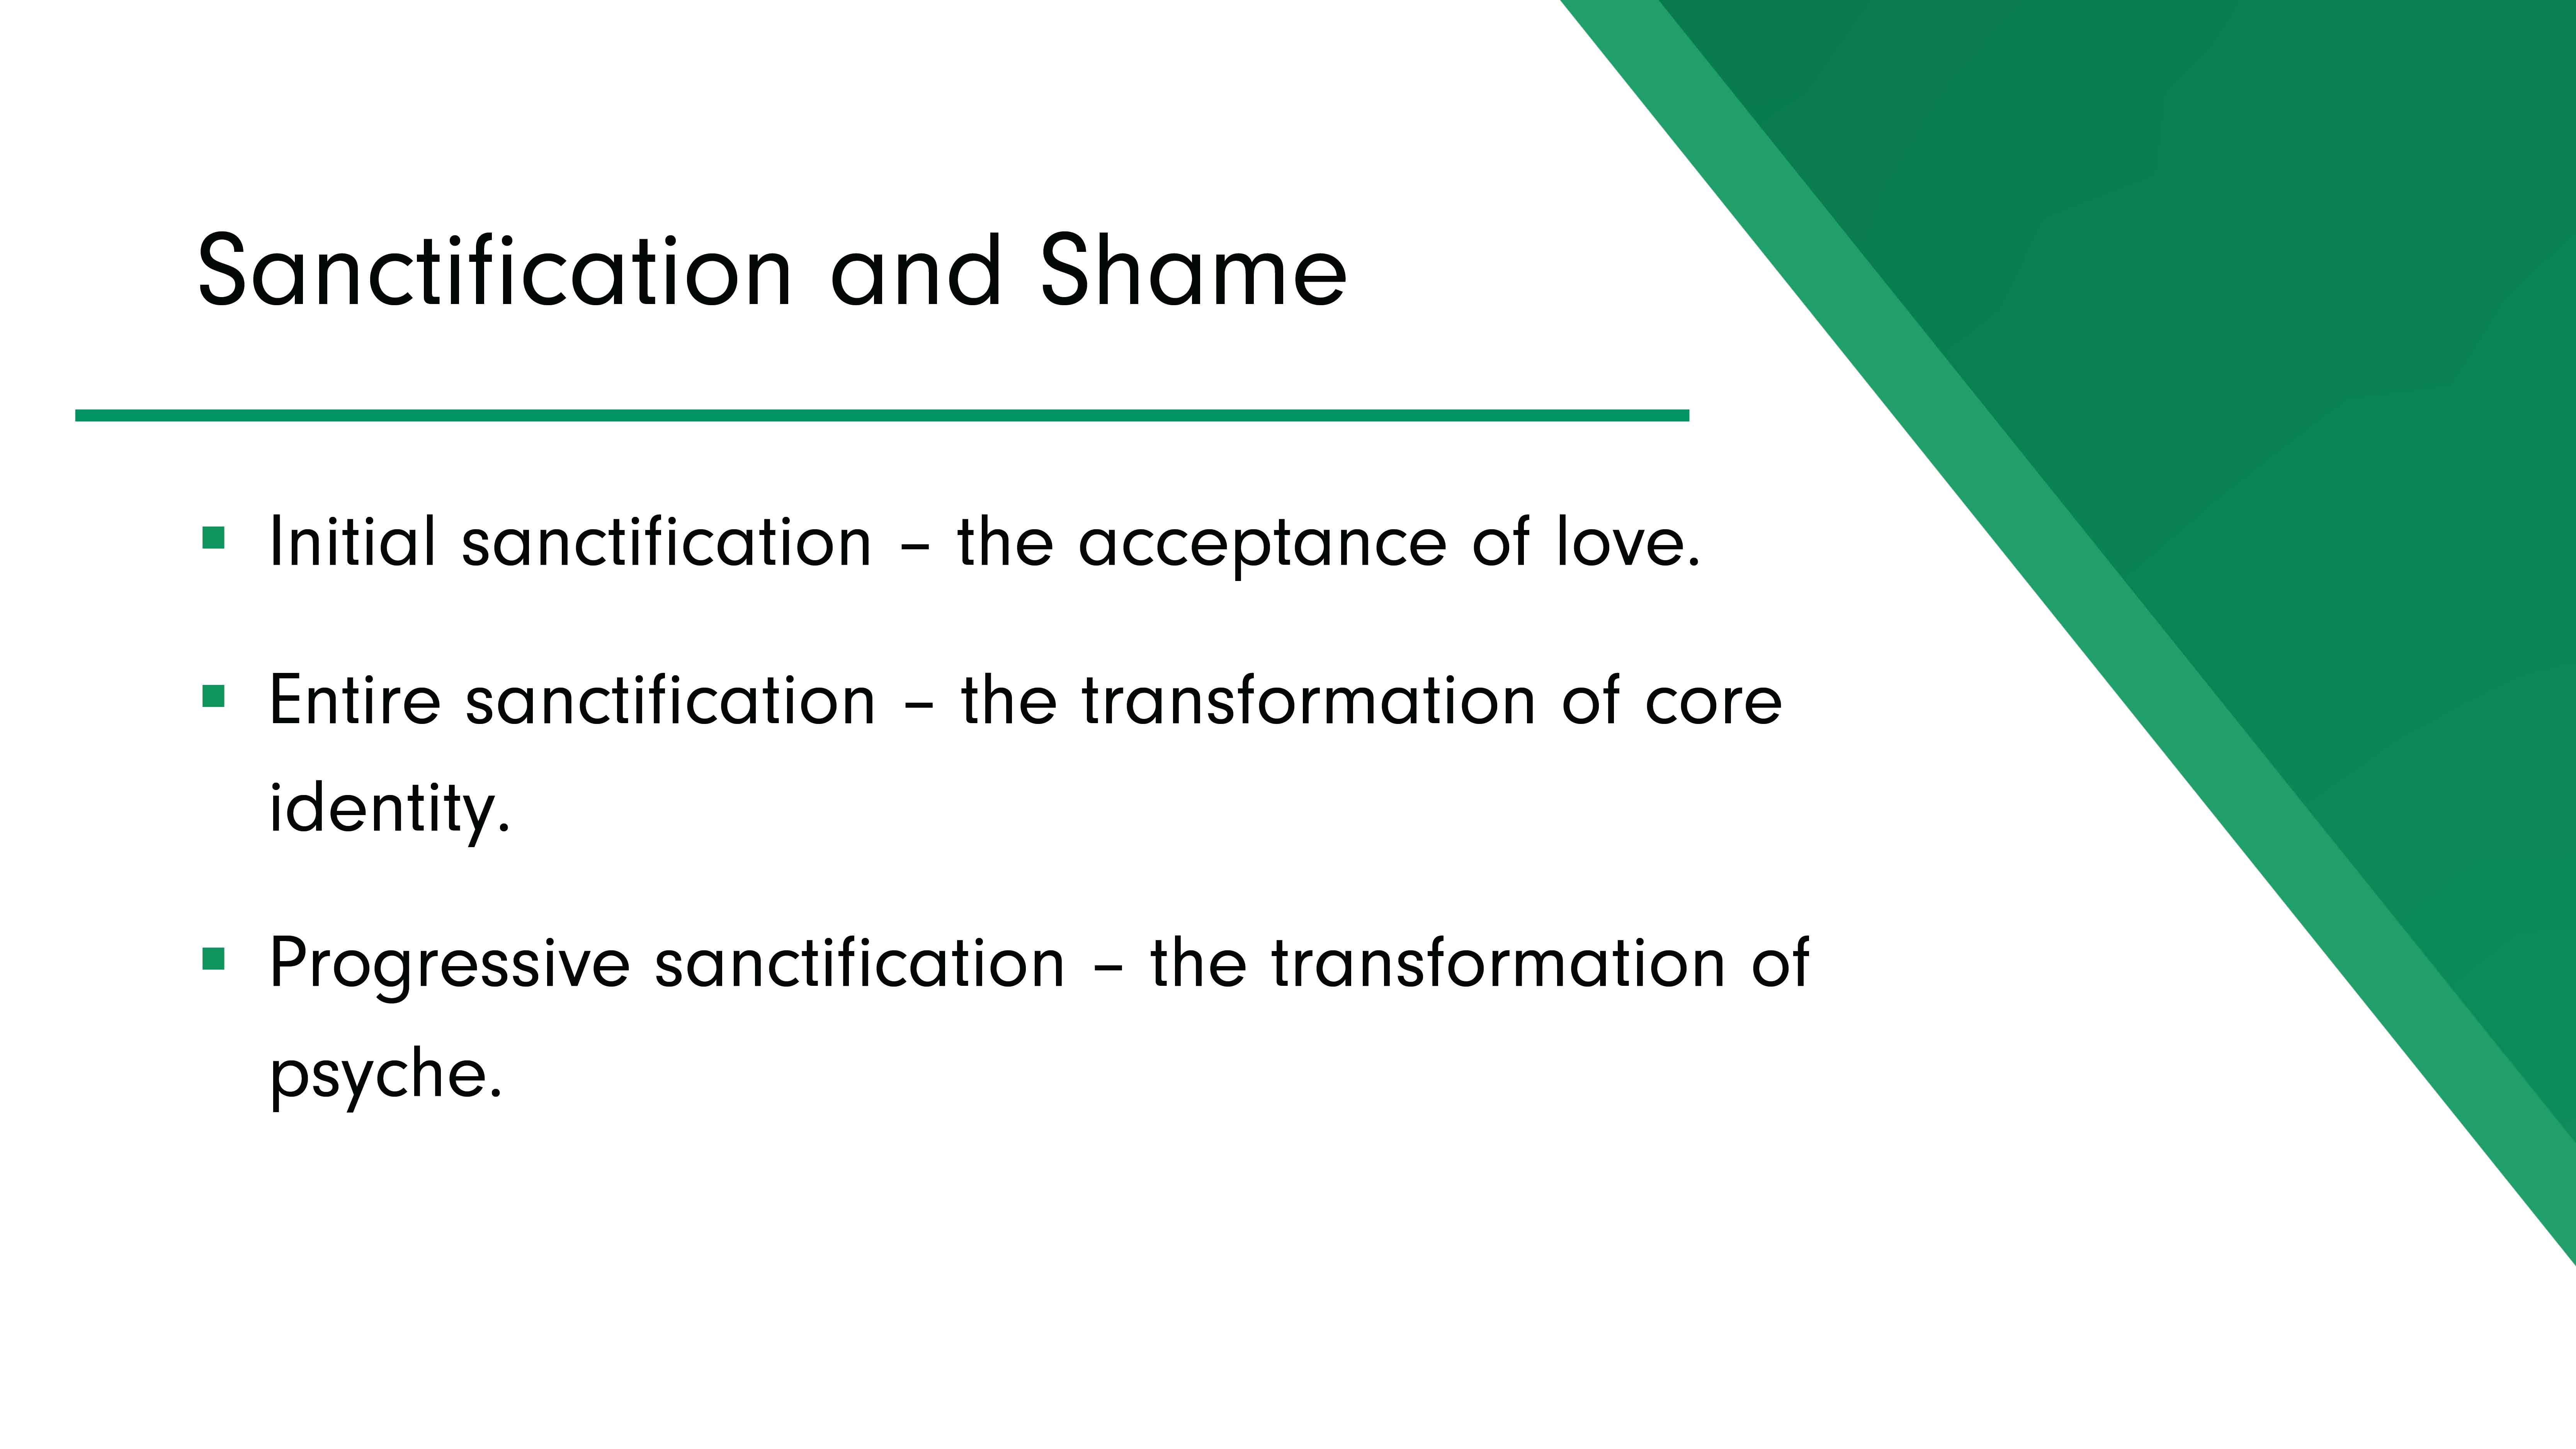 Sanctification and Shame
▪ Initial sanctification – the acceptance of love.
▪ Entire sanctification – the transformation of core
identity.
▪ Progressive sanctification – the transformation of
psyche.